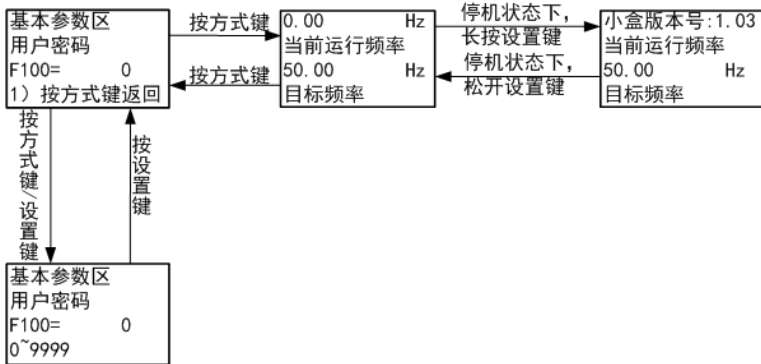 基本参数区
用户密码
F100= 0
1）按方式键返回
按方式键
按方式键
0.00 Hz
当前运行频率
50.00 Hz
目标频率
停机状态下，
长按设置键
停机状态下，
松开设置键
小盒版本号:1.03
当前运行频率
50.00 Hz
目标频率
按方式键/设置键
按设置键
基本参数区
用户密码
F100= 0
0~9999